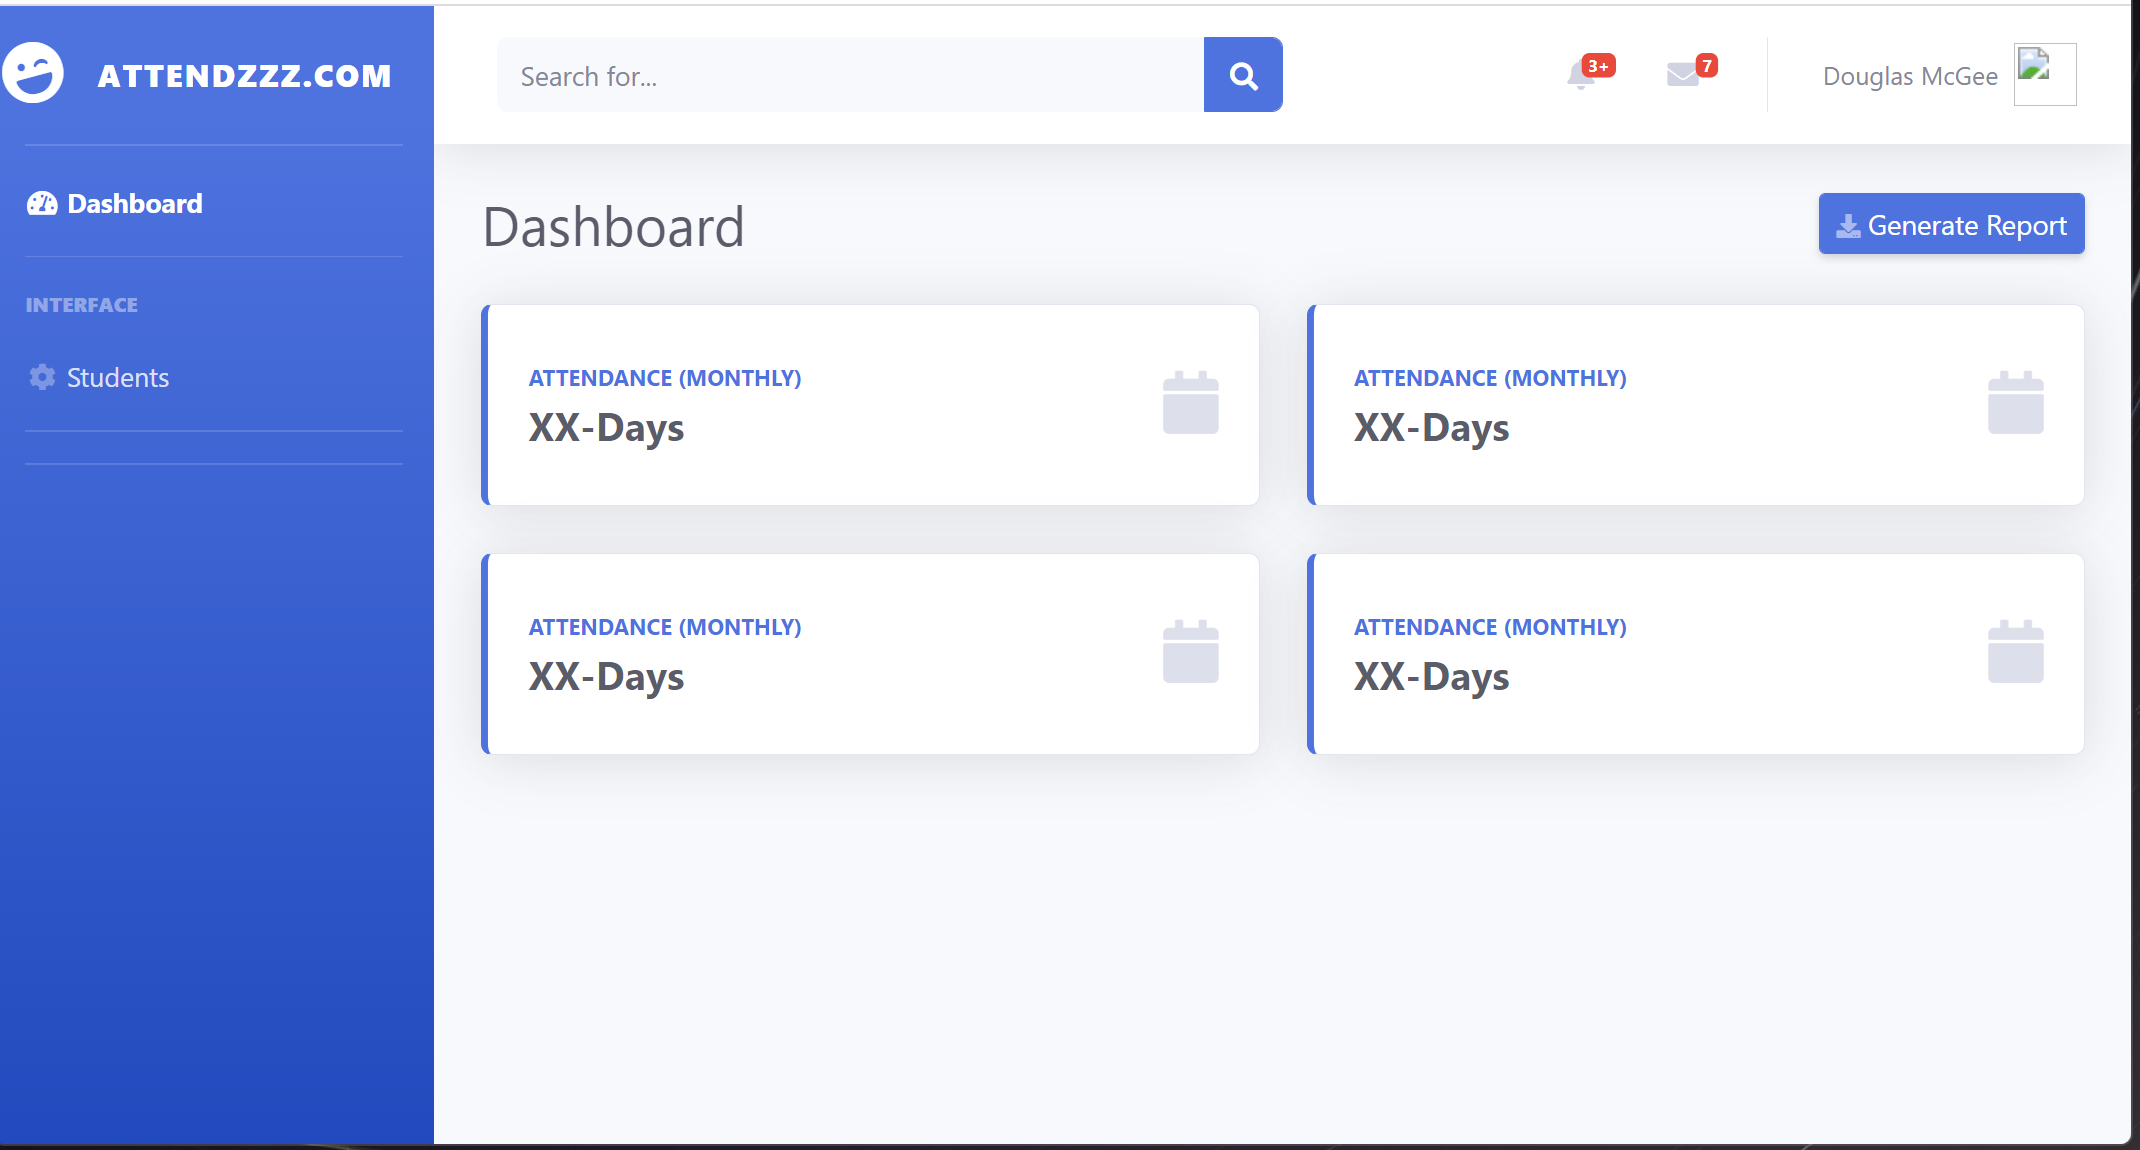 ATTENDZZZ.COM
Search for...
3+
7
Douglas McGee
Dashboard
INTERFACE
Students
Dashboard
Generate Report
ATTENDANCE (MONTHLY)
XX-Days
ATTENDANCE (MONTHLY)
XX-Days
ATTENDANCE (MONTHLY)
XX-Days
ATTENDANCE (MONTHLY)
XX-Days